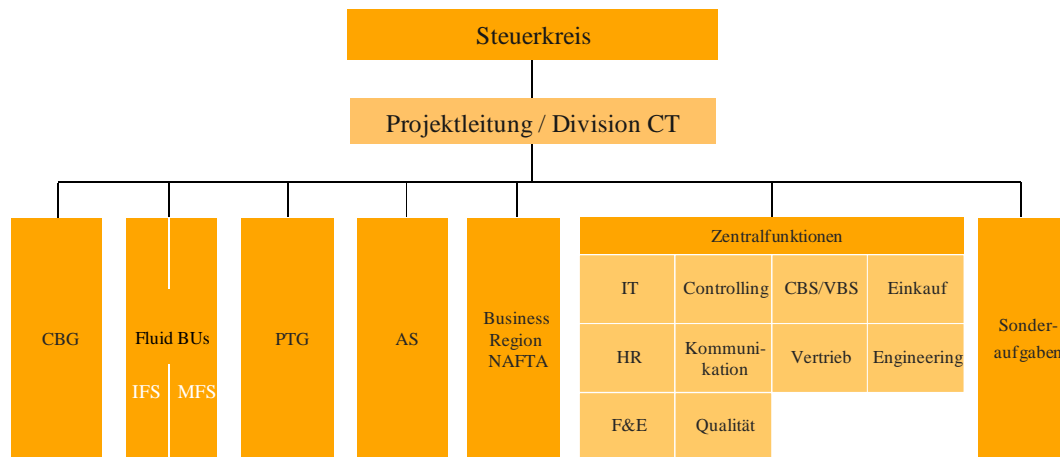 Steuerkreis
Projektleitung / Division CT
CBG
Fluid BUs
IFS
MFS
PTG
AS
Business
Region
NAFTA
Zentralfunktionen
IT
Controlling
CBS/VBS
Einkauf
HR
Kommuni-
kation
Vertrieb
Engineering
F&E
Qualität
Sonder-
aufgaben